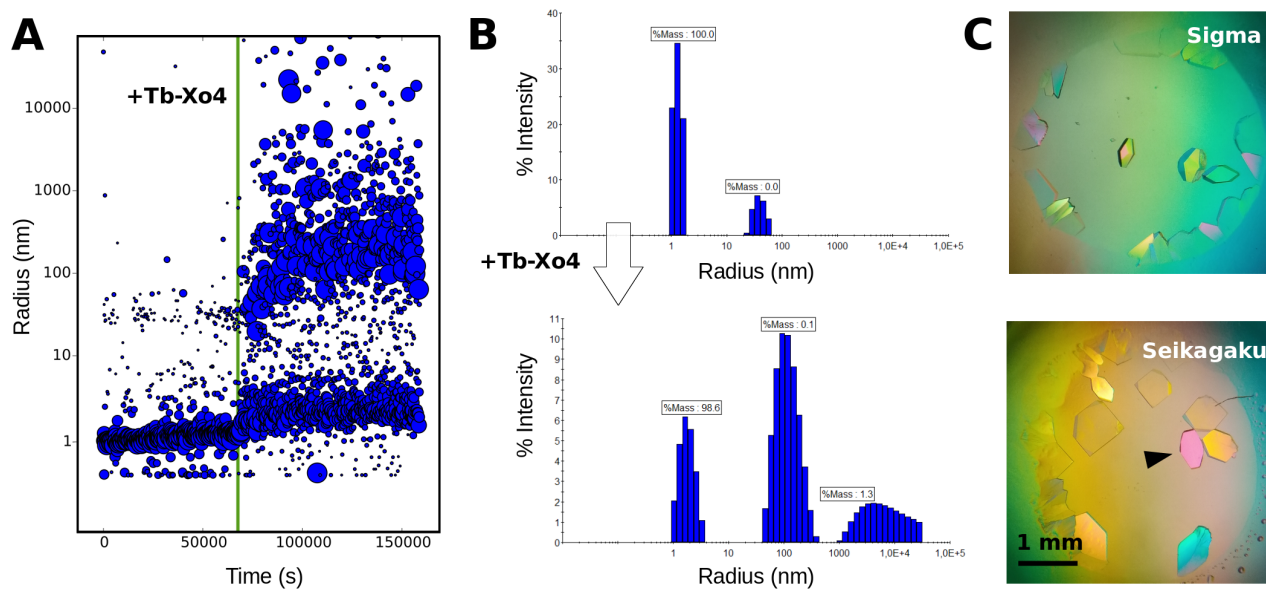 A
Radius (nm)
10000
1000
100
10
1
+Tb-Xo4
0
50000
100000
150000
Time (s)
B
% Intensity
40
30
20
10
0
%Mass : 100.0
%Mass : 0.0
1
10
100
1000
1,0E+4
1,0E+5
Radius (nm)
+Tb-Xo4
% Intensity
11
10
9
8
7
6
5
4
3
2
1
0
%Mass : 98.6
%Mass : 0.1
%Mass : 1.3
1
10
100
1000
1,0E+4
1,0E+5
Radius (nm)
C
Sigma
Seikagaku
1 mm